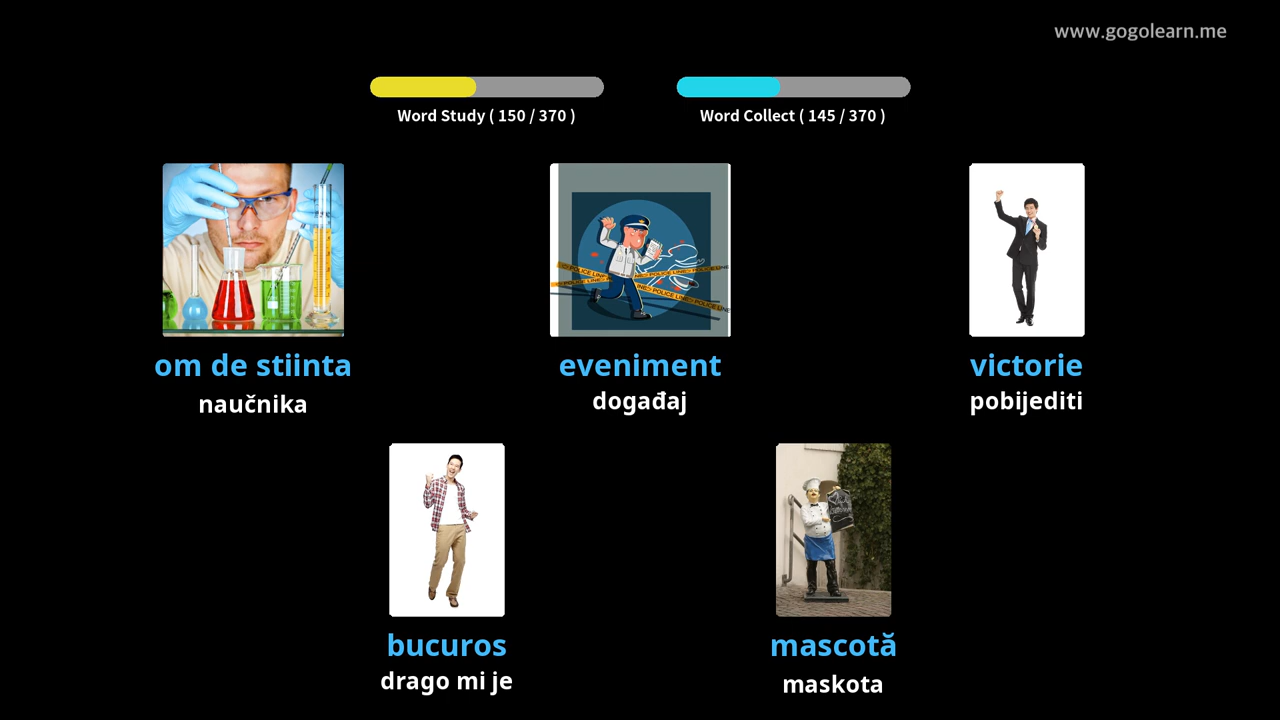 www.gogolearn.me
Word Study ( 150 / 370 )
Word Collect ( 145 / 370 )
om de stiinta
naučnika
eveniment
događaj
victorie
pobijediti
bucuros
drago mi je
mascotă
maskota